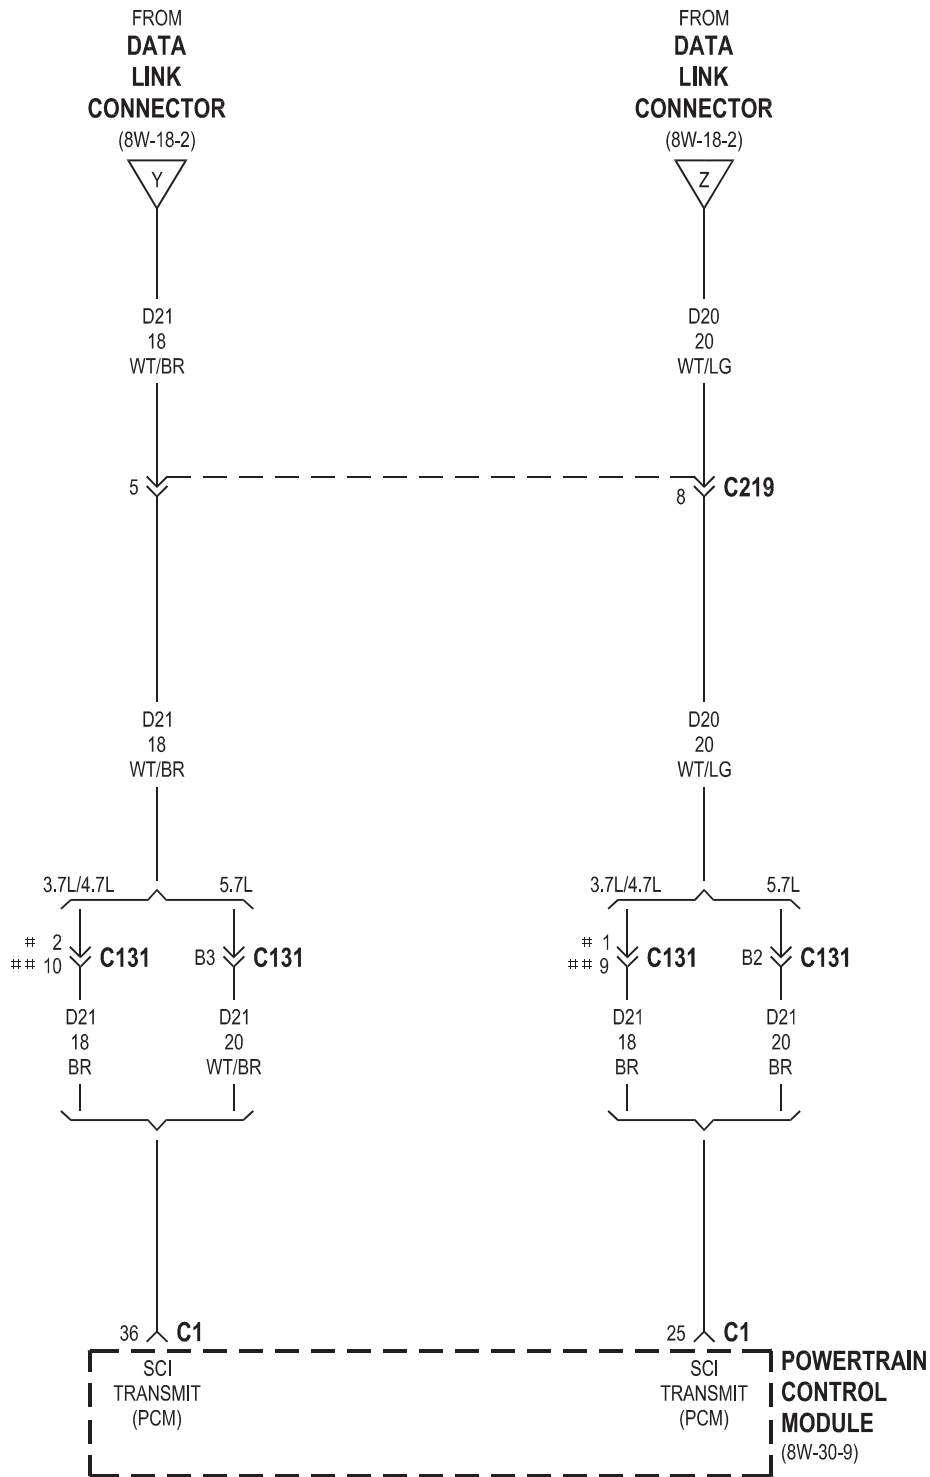 FROM
DATA
LINK
CONNECTOR
(8W-18-2)
Y
FROM
DATA
LINK
CONNECTOR
(8W-18-2)
Z
D21
18
WT/BR
D20
20
WT/LG
5
8 C219
D21
18
WT/BR
D20
20
WT/LG
3.7L/4.7L 5.7L
# 2
## 10 C131
B3 C131
3.7L/4.7L 5.7L
# 1
## 9 C131
B2 C131
D21
18
BR
D21
20
WT/BR
D21
18
BR
D21
20
BR
36 C1
25 C1
SCI
TRANSMIT
(PCM)
SCI
TRANSMIT
(PCM)
POWERTRAIN
CONTROL
MODULE
(8W-30-9)